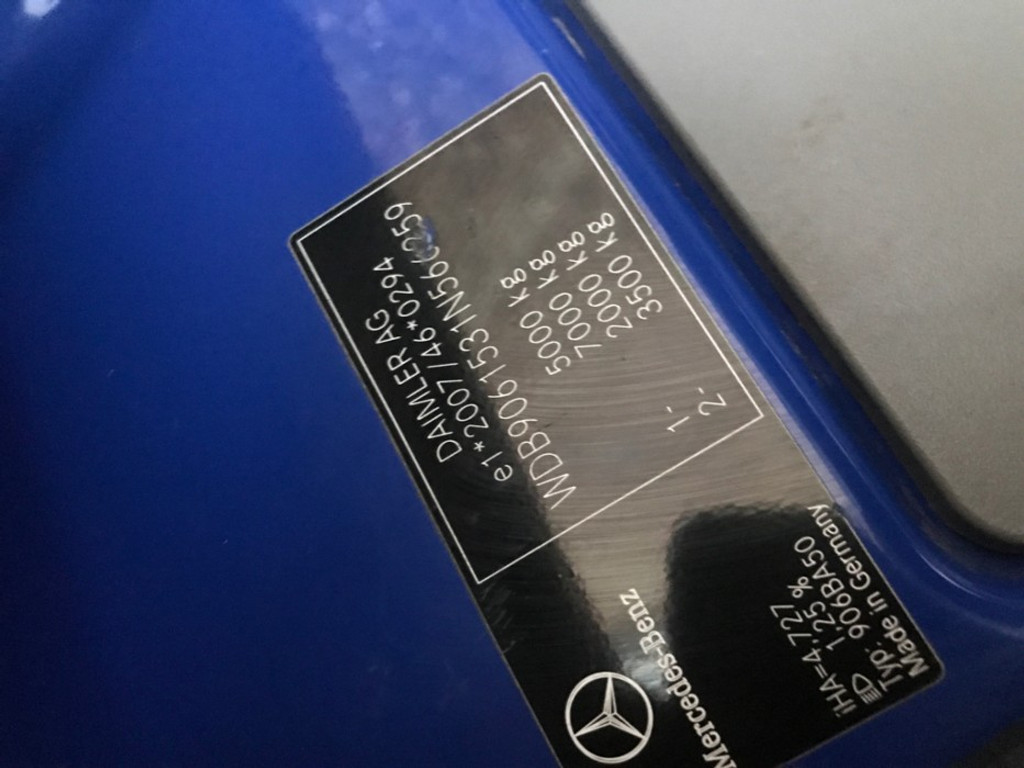 DAIMLER AG
e1*2007/46*0294
WDB9061531N566259
5000 kg
7000 kg
1- 2000 kg
2- 3500 kg
Mercedes-Benz
iHA=4,727
1,25 %
Typ: 906BA50
Made in Germany